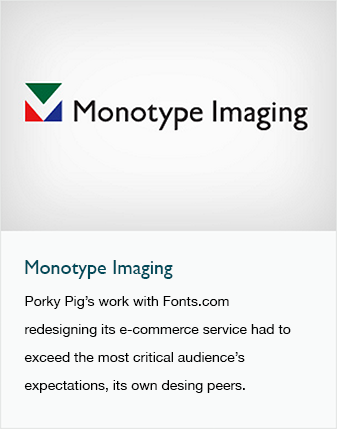 Monotype Imaging
Monotype Imaging
Porky Pig's work with Fonts.com
redesigning its e-commerce service had to
exceed the most critical audience's
expectations, its own desing peers.